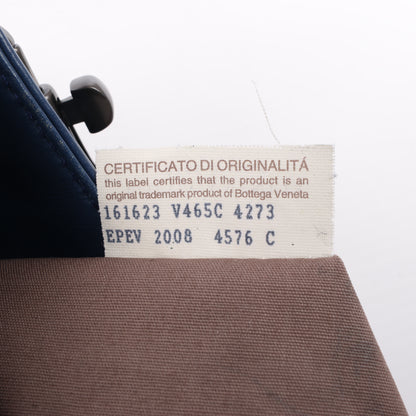 CERTIFICATO DI ORIGINALITÁ
this label certifies that the product is an
original trademark product of Bottega Veneta
161623 V465C 4273
EPEV 2008 4576 C